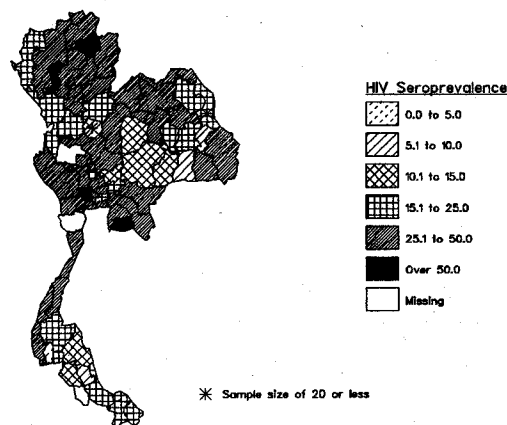 HIV Seroprevalence
0.0 to 5.0
5.1 to 10.0
10.1 to 15.0
15.1 to 25.0
25.1 to 50.0
Over 50.0
Missing
Sample size of 20 or less